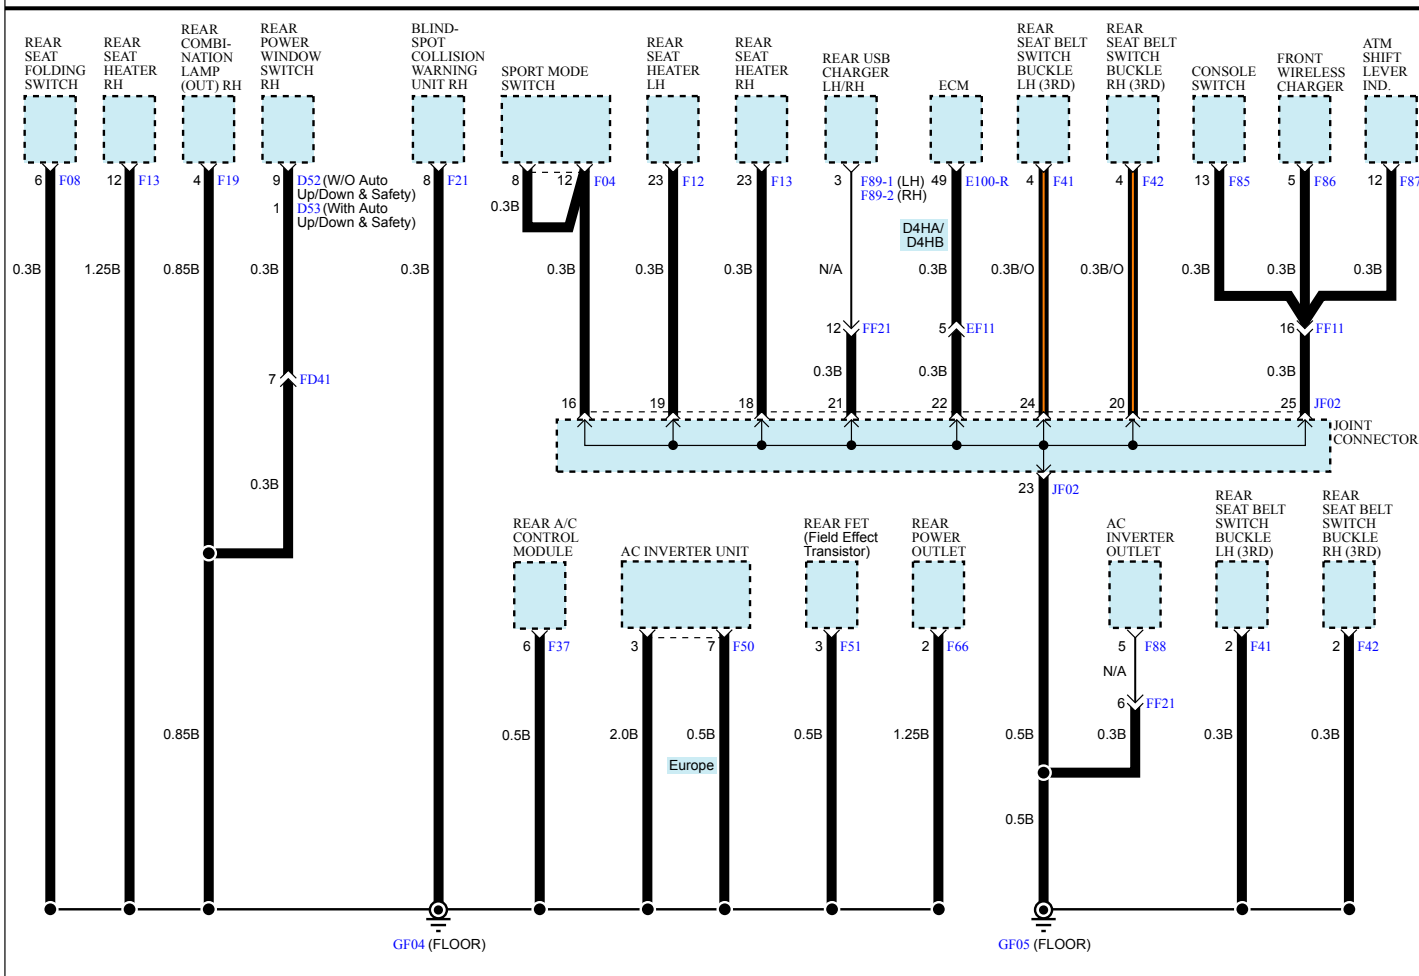 REAR
SEAT
FOLDING
SWITCH
REAR
SEAT
HEATER
RH
REAR
COMBI-
NATION
LAMP
(OUT) RH
REAR
POWER
WINDOW
SWITCH
RH
BLIND-
SPOT
COLLISION
WARNING
UNIT RH
SPORT MODE
SWITCH
REAR
SEAT
HEATER
LH
REAR
SEAT
HEATER
RH
REAR USB
CHARGER
LH/RH
ECM
REAR
SEAT BELT
SWITCH
BUCKLE
LH (3RD)
REAR
SEAT BELT
SWITCH
BUCKLE
RH (3RD)
CONSOLE
SWITCH
FRONT
WIRELESS
CHARGER
ATM
SHIFT
LEVER
IND.
6 F08
12 F13
4 F19
9 D52 (W/O Auto
Up/Down & Safety)
1 D53 (With Auto
Up/Down & Safety)
8 F21
8 12 F04
23 F12
23 F13
3 F89-1 (LH)
F89-2 (RH)
49 E100-R
4 F41
4 F42
13 F85
5 F86
12 F87
0.3B
D4HA/
D4HB
0.3B
1.25B
0.85B
0.3B
0.3B
0.3B
0.3B
0.3B
N/A
0.3B
0.3B/O
0.3B/O
0.3B
0.3B
0.3B
12 FF21
5 EF11
16 FF11
7 FD41
0.3B
0.3B
0.3B
16
19
18
21
22
24
20
25 JF02
JOINT
CONNECTOR
0.3B
23 JF02
REAR A/C
CONTROL
MODULE
AC INVERTER UNIT
REAR FET
(Field Effect
Transistor)
REAR
POWER
OUTLET
AC
INVERTER
OUTLET
REAR
SEAT BELT
SWITCH
BUCKLE
LH (3RD)
REAR
SEAT BELT
SWITCH
BUCKLE
RH (3RD)
6 F37
3 7 F50
3 F51
2 F66
5 F88
2 F41
2 F42
N/A
6 FF21
0.85B
0.5B
2.0B
0.5B
0.5B
1.25B
0.5B
0.3B
0.3B
0.3B
Europe
0.5B
GF04 (FLOOR)
GF05 (FLOOR)